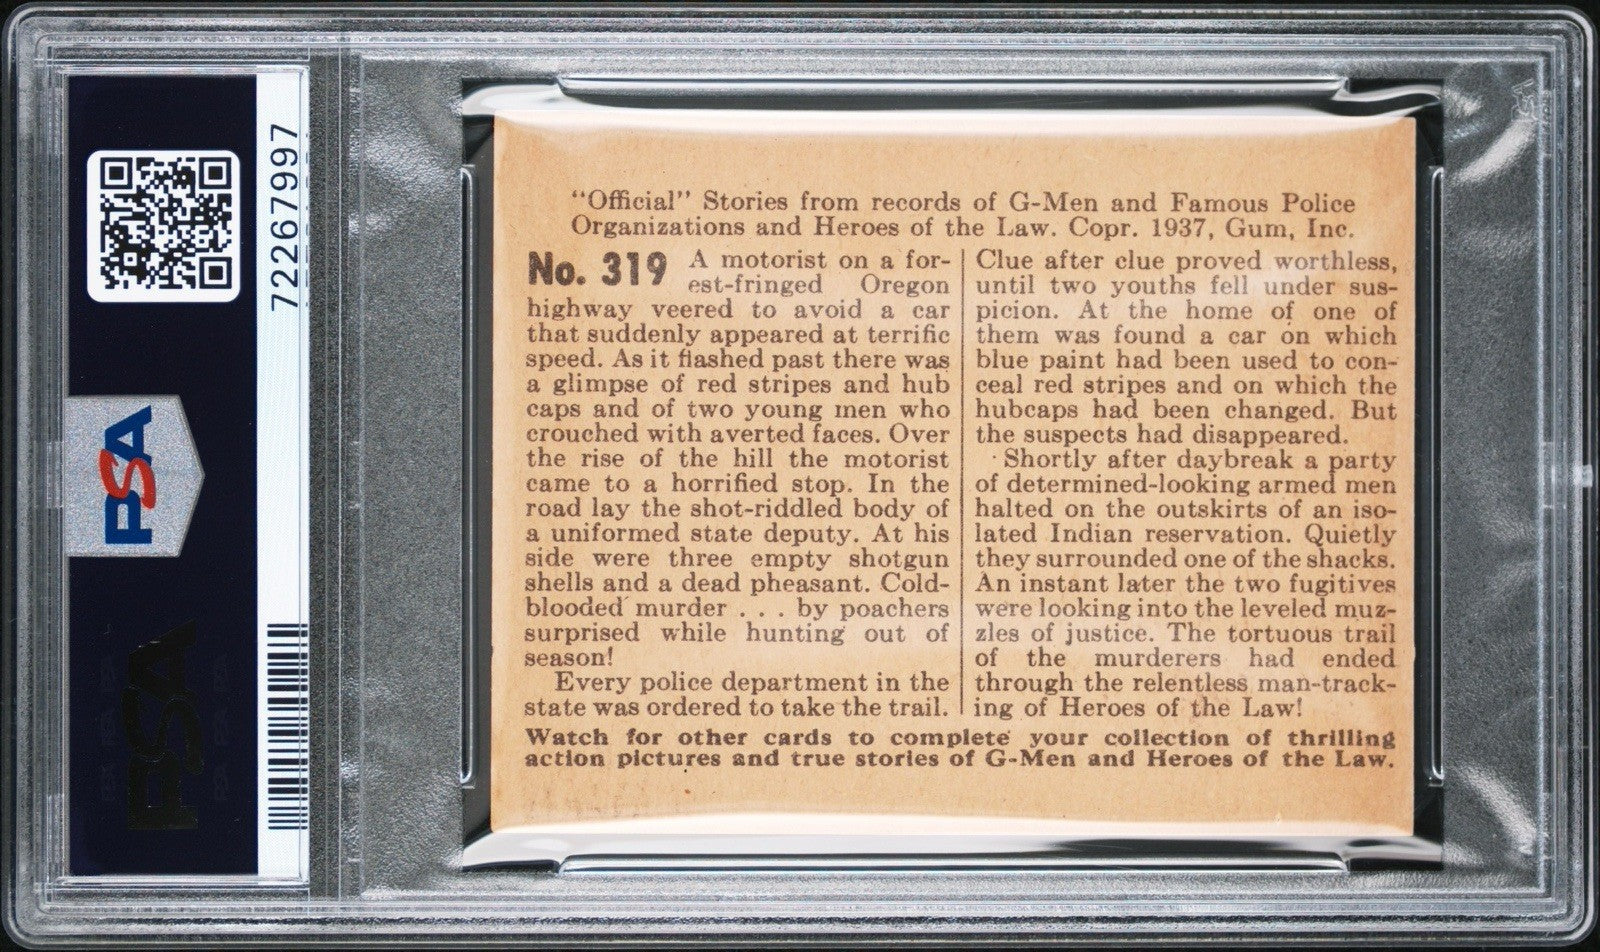 72267997
PSA
PSA
"Official" Stories from records of G-Men and Famous Police
Organizations and Heroes of the Law. Copr. 1937, Gum, Inc.
No. 319 A motorist on a for-
est-fringed Oregon
highway veered to avoid a car
that suddenly appeared at terrific
speed. As it flashed past there was
a glimpse of red stripes and hub
caps and of two young men who
crouched with averted faces. Over
the rise of the hill the motorist
came to a horrified stop. In the
road lay the shot-riddled body of
a uniformed state deputy. At his
side were three empty shotgun
shells and a dead pheasant. Cold-
blooded murder . . . by poachers
surprised while hunting out of
season!
Every police department in the
state was ordered to take the trail.
Clue after clue proved worthless,
until two youths fell under sus-
picion. At the home of one of
them was found a car on which
blue paint had been used to con-
ceal red stripes and on which the
hubcaps had been changed. But
the suspects had disappeared.
Shortly after daybreak a party
of determined-looking armed men
halted on the outskirts of an iso-
lated Indian reservation. Quietly
they surrounded one of the shacks.
An instant later the two fugitives
were looking into the leveled muz-
zles of justice. The tortuous trail
of the murderers had ended
through the relentless man-track-
ing of Heroes of the Law!
Watch for other cards to complete your collection of thrilling
action pictures and true stories of G-Men and Heroes of the Law.